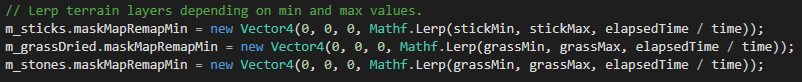 // Lerp terrain layers depending on min and max values.
m_sticks.maskMapRemapMin = new Vector4(0, 0, 0, Mathf.Lerp(stickMin, stickMax, elapsedTime / time));
m_grassDried.maskMapRemapMin = new Vector4(0, 0, 0, Mathf.Lerp(grassMin, grassMax, elapsedTime / time));
m_stones.maskMapRemapMin = new Vector4(0, 0, 0, Mathf.Lerp(grassMin, grassMax, elapsedTime / time));